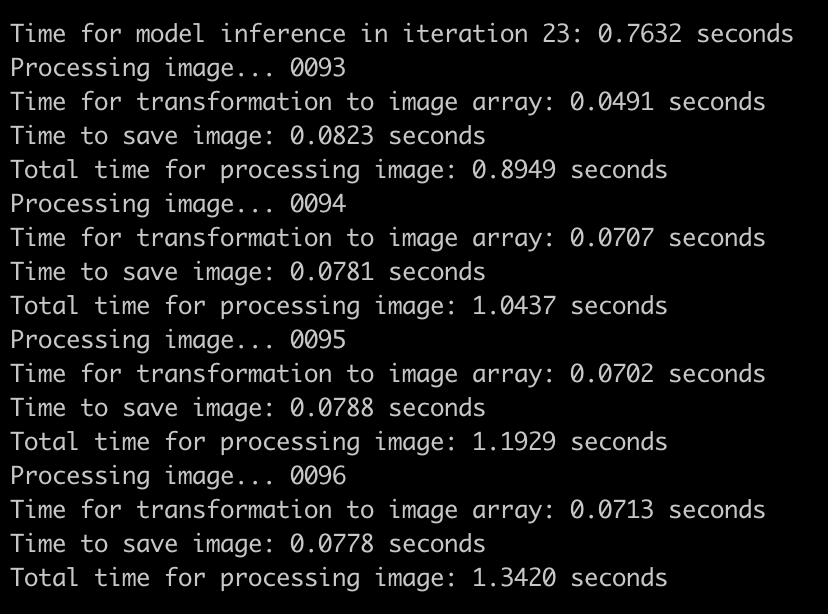 Time for model inference in iteration 23: 0.7632 seconds
Processing image... 0093
Time for transformation to image array: 0.0491 seconds
Time to save image: 0.0823 seconds
Total time for processing image: 0.8949 seconds
Processing image... 0094
Time for transformation to image array: 0.0707 seconds
Time to save image: 0.0781 seconds
Total time for processing image: 1.0437 seconds
Processing image... 0095
Time for transformation to image array: 0.0702 seconds
Time to save image: 0.0788 seconds
Total time for processing image: 1.1929 seconds
Processing image... 0096
Time for transformation to image array: 0.0713 seconds
Time to save image: 0.0778 seconds
Total time for processing image: 1.3420 seconds